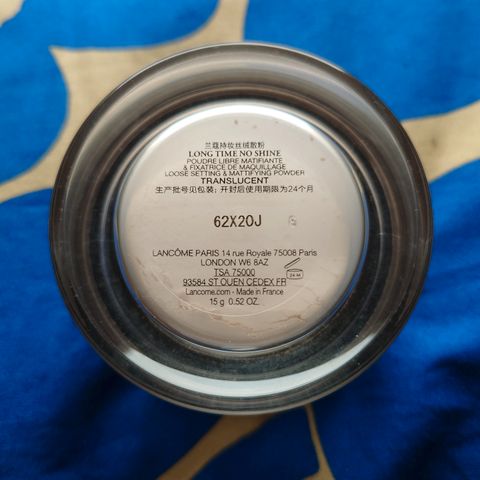 兰蔻持妆丝绒散粉
LONG TIME NO SHINE
POUDRE LIBRE MATIFIANTE
& FIXATRICE DE MAQUILLAGE
LOOSE SETTING & MATTIFYING POWDER
TRANSLUCENT
生产批号见包装; 开封后使用期限为24个月
62X20J
LANCÔME PARIS 14 rue Royale 75008 Paris
LONDON W6 8AZ
TSA 75000
93584 ST OUEN CEDEX FR
24 M
Lancome.com - Made in France
15 g 0.52 OZ.